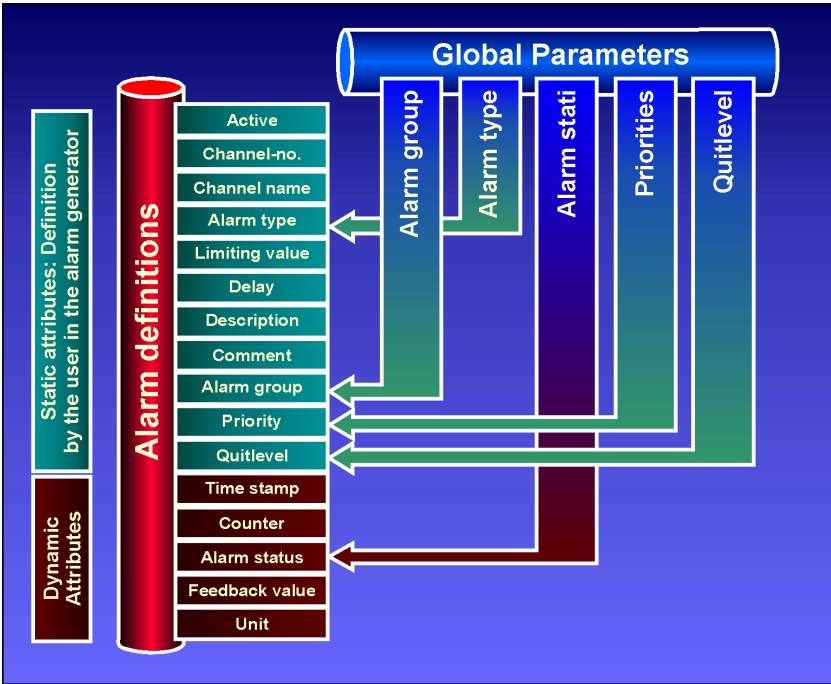 Global Parameters
Alarm group
Alarm type
Alarm stati
Priorities
Quitlevel
Static attributes: Definition
by the user in the alarm generator
Dynamic
Attributes
Alarm definitions
Active
Channel-no.
Channel name
Alarm type
Limiting value
Delay
Description
Comment
Alarm group
Priority
Quitlevel
Time stamp
Counter
Alarm status
Feedback value
Unit